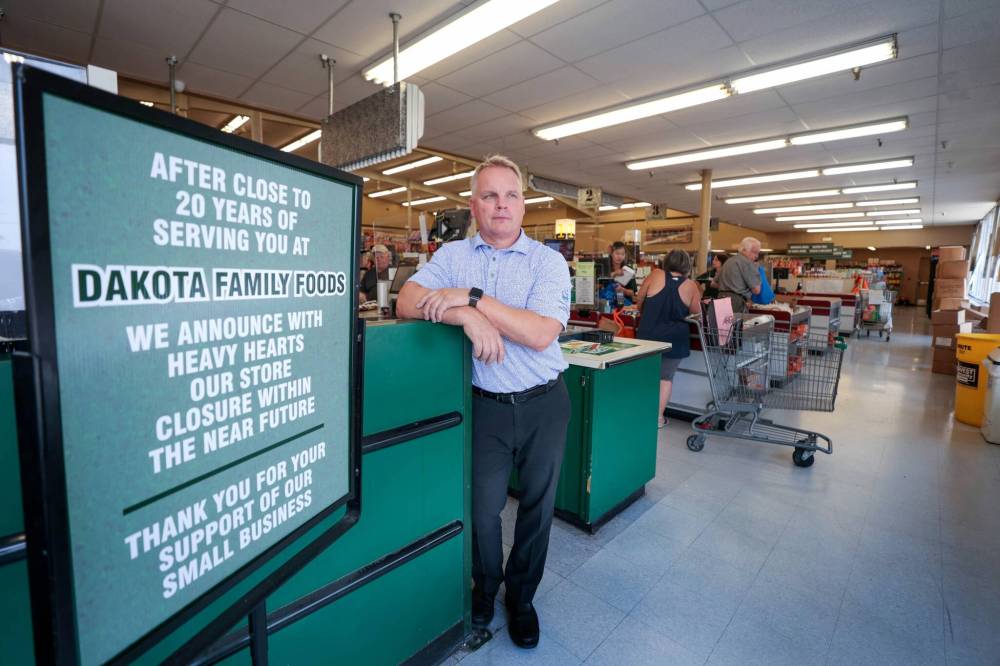 AFTER CLOSE TO
20 YEARS OF
SERVING YOU AT
DAKOTA FAMILY FOODS
WE ANNOUNCE WITH
HEAVY HEARTS
OUR STORE
CLOSURE WITHIN
THE NEAR FUTURE
THANK YOU FOR YOUR
SUPPORT OF OUR
SMALL BUSINESS
2